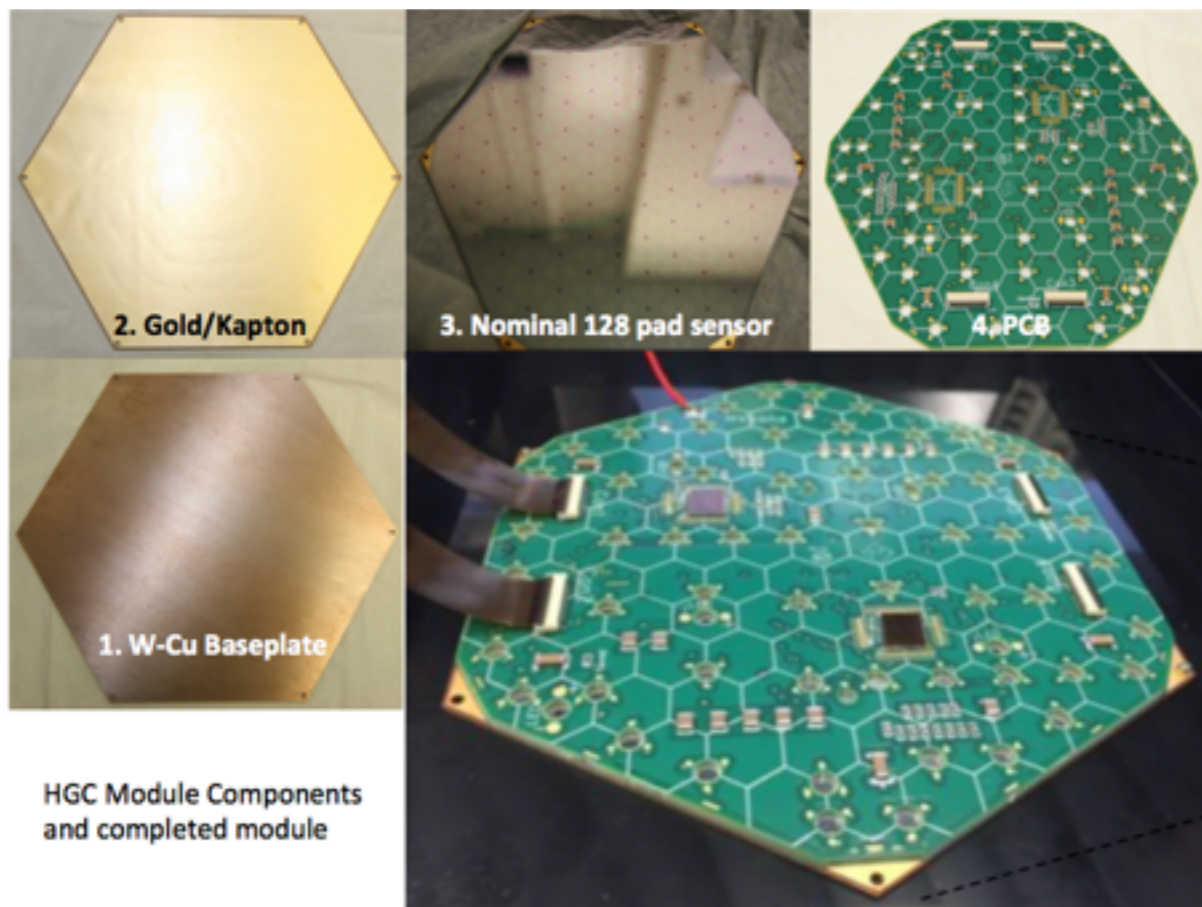 2. Gold/Kapton
3. Nominal 128 pad sensor
4. PCB
1. W-Cu Baseplate
HGC Module Components
and completed module